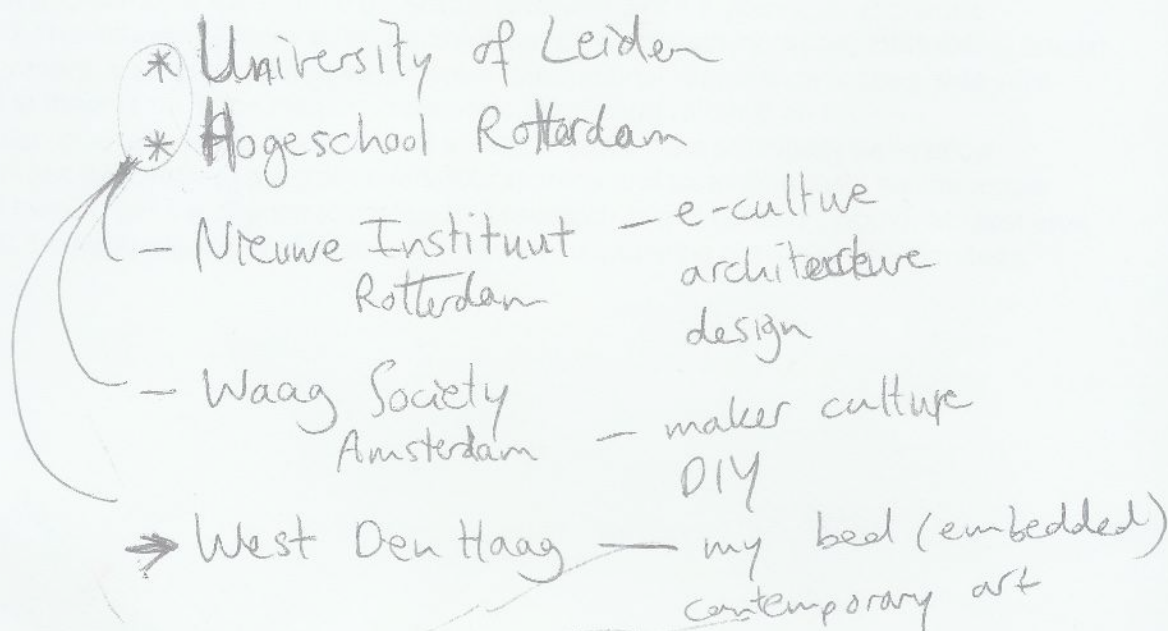 * University of Leiden
* Hogeschool Rotterdam
- Nieuwe Instituut - e-culture
Rotterdam architecture
design
- Waag Society
Amsterdam - maker culture
DIY
→ West Den Haag - my bed (embedded)
contemporary art